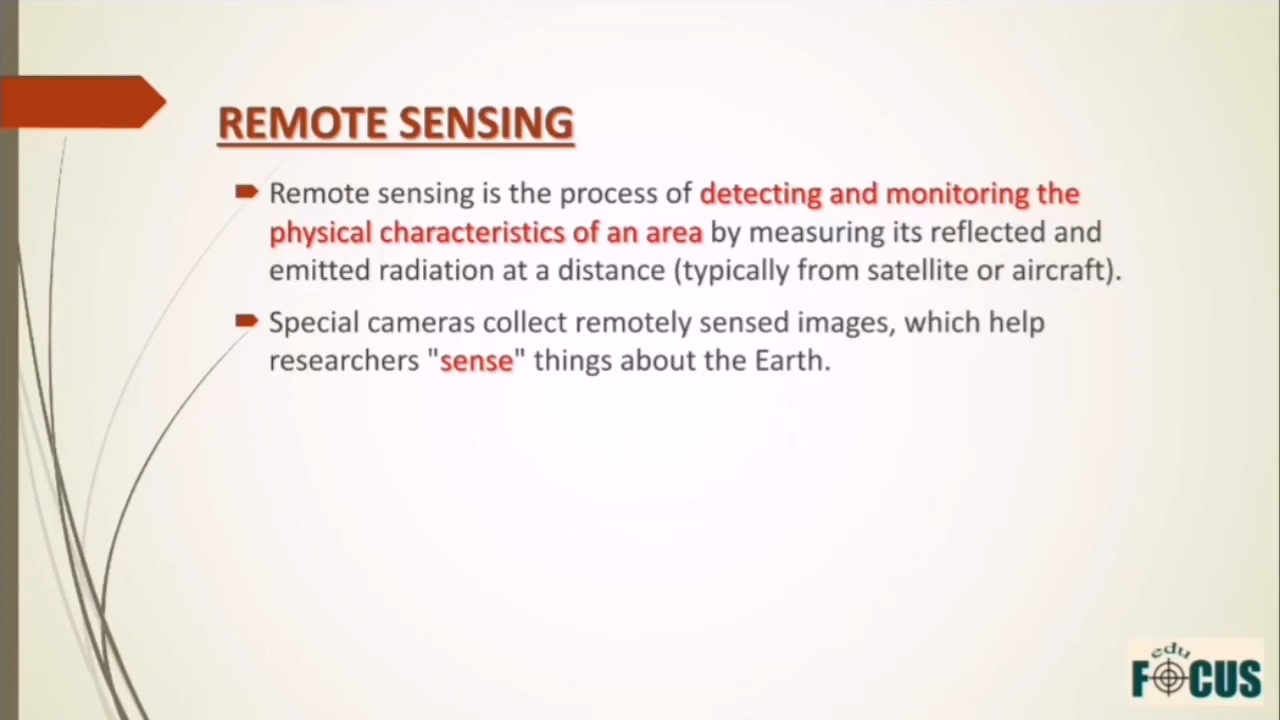 REMOTE SENSING
Remote sensing is the process of detecting and monitoring the
physical characteristics of an area by measuring its reflected and
emitted radiation at a distance (typically from satellite or aircraft).
Special cameras collect remotely sensed images, which help
researchers "sense" things about the Earth.
edu
FOCUS